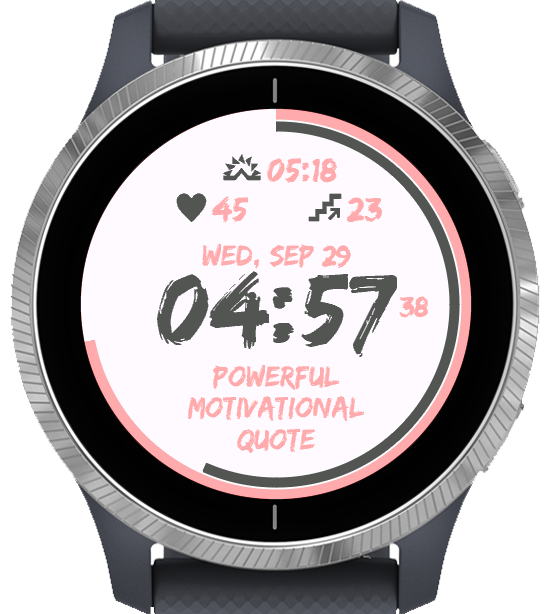 05:18
45 23
WED, SEP 29
04:57 38
POWERFUL
MOTIVATIONAL
QUOTE